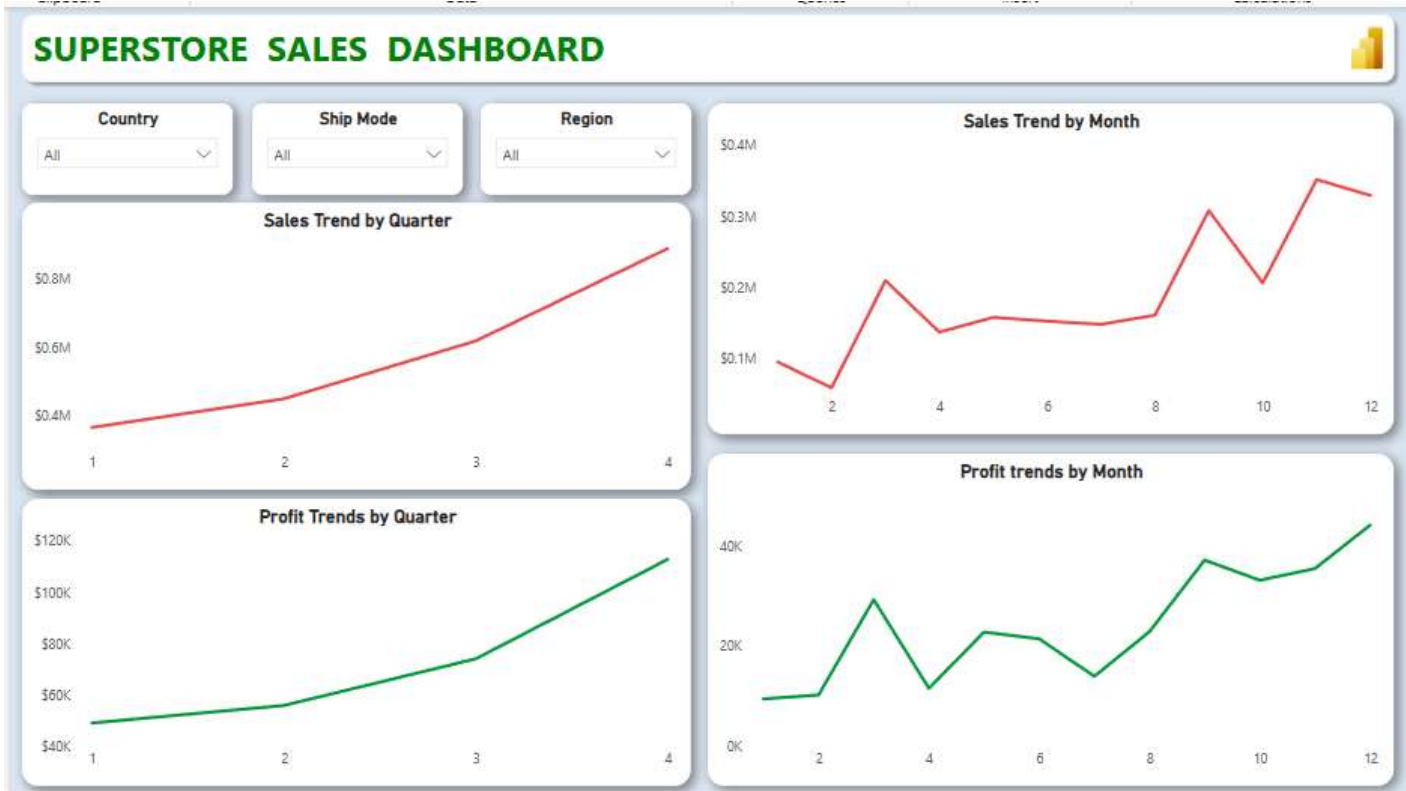 SUPERSTORE SALES DASHBOARD
Country
All
Ship Mode
All
Region
All
Sales Trend by Quarter
$0.8M
$0.6M
$0.4M
1 2 3 4
Profit Trends by Quarter
$120K
$100K
$80K
$60K
$40K
1 2 3 4
Sales Trend by Month
$0.4M
$0.3M
$0.2M
$0.1M
2 4 6 8 10 12
Profit trends by Month
40K
20K
0K
2 4 6 8 10 12